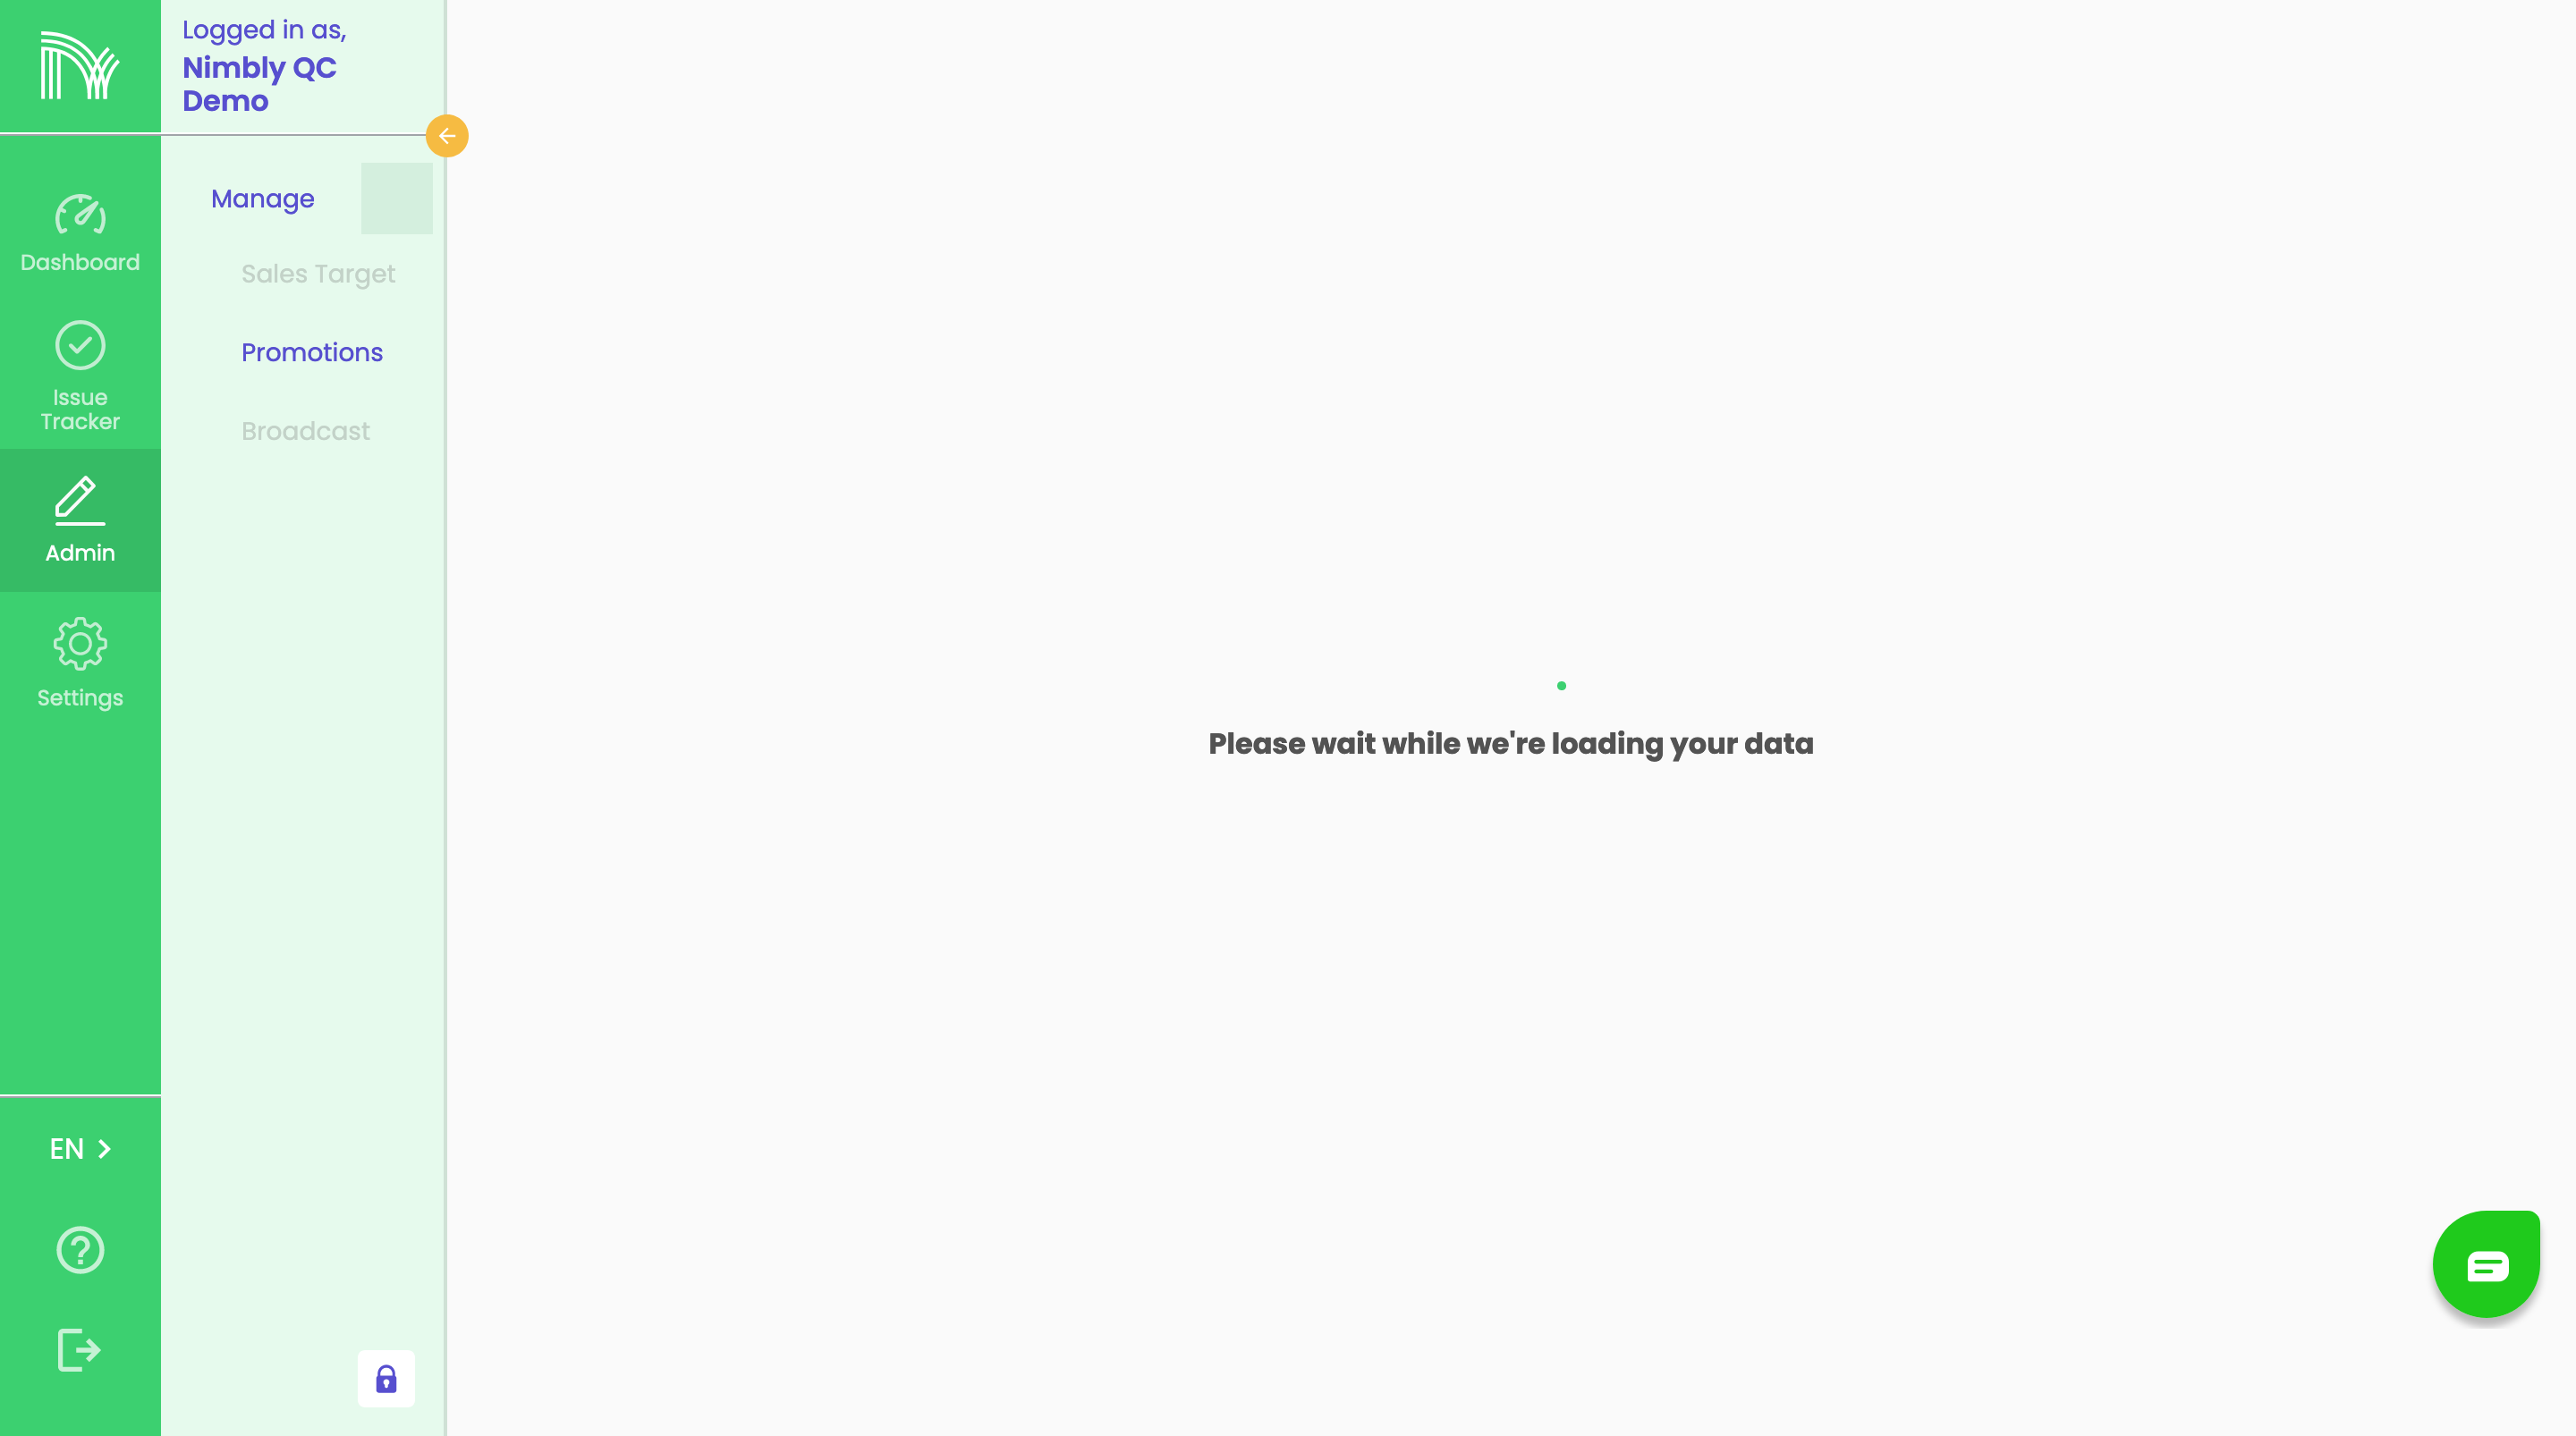 Logged in as,
Nimbly QC
Demo
Dashboard
Issue
Tracker
Admin
Settings
EN
Manage
Sales Target
Promotions
Broadcast
Please wait while we're loading your data